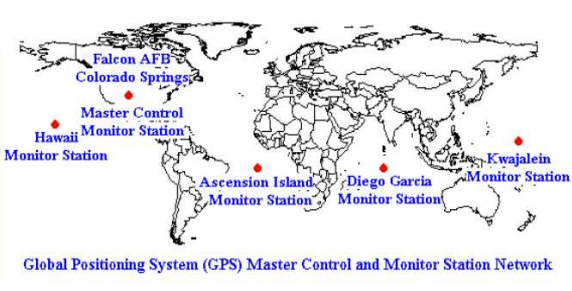 Falcon AFB
Colorado Springs
Master Control
Monitor Station
Hawaii
Monitor Station
Ascension Island
Monitor Station
Diego Garcia
Monitor Station
Kwajalein
Monitor Station
Global Positioning System (GPS) Master Control and Monitor Station Network